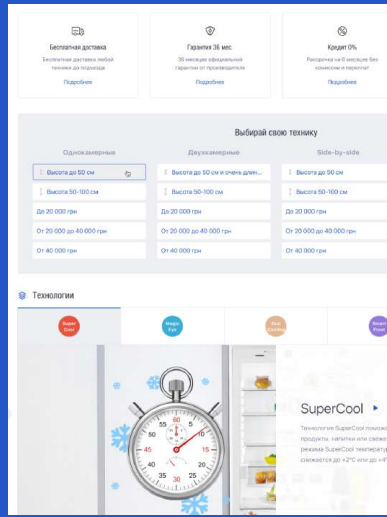 Бесплатная доставка
Бесплатная доставка любой
техники до подъезда
Подробнее
Гарантия 36 мес.
36 месяцев официальной
гарантии от производителя
Подробнее
Кредит 0%
Рассрочка на 8 месяцев без
комиссии и переплат
Подробнее
Выбирай свою технику
Однокамерные
Высота до 50 см
Высота 50-100 см
До 20 000 грн
От 20 000 до 40 000 грн
От 40 000 грн
Двухкамерные
Высота до 50 см и очень длин...
Высота 50-100 см
До 20 000 грн
От 20 000 до 40 000 грн
От 40 000 грн
Side-by-side
Высота до 50 см
Высота 50-100 см
До 20 000 грн
От 20 000 до 40 000 грн
От 40 000 грн
Технологии
Super
Cool
Magic
Eye
Smart
Frost
60
5
10
15
20
25
30
35
40
45
50
55
SuperCool
Технология SuperCool поможе
продукты, напитки или свеже
режима SuperCool температур
снижается до +2°C или до +4°